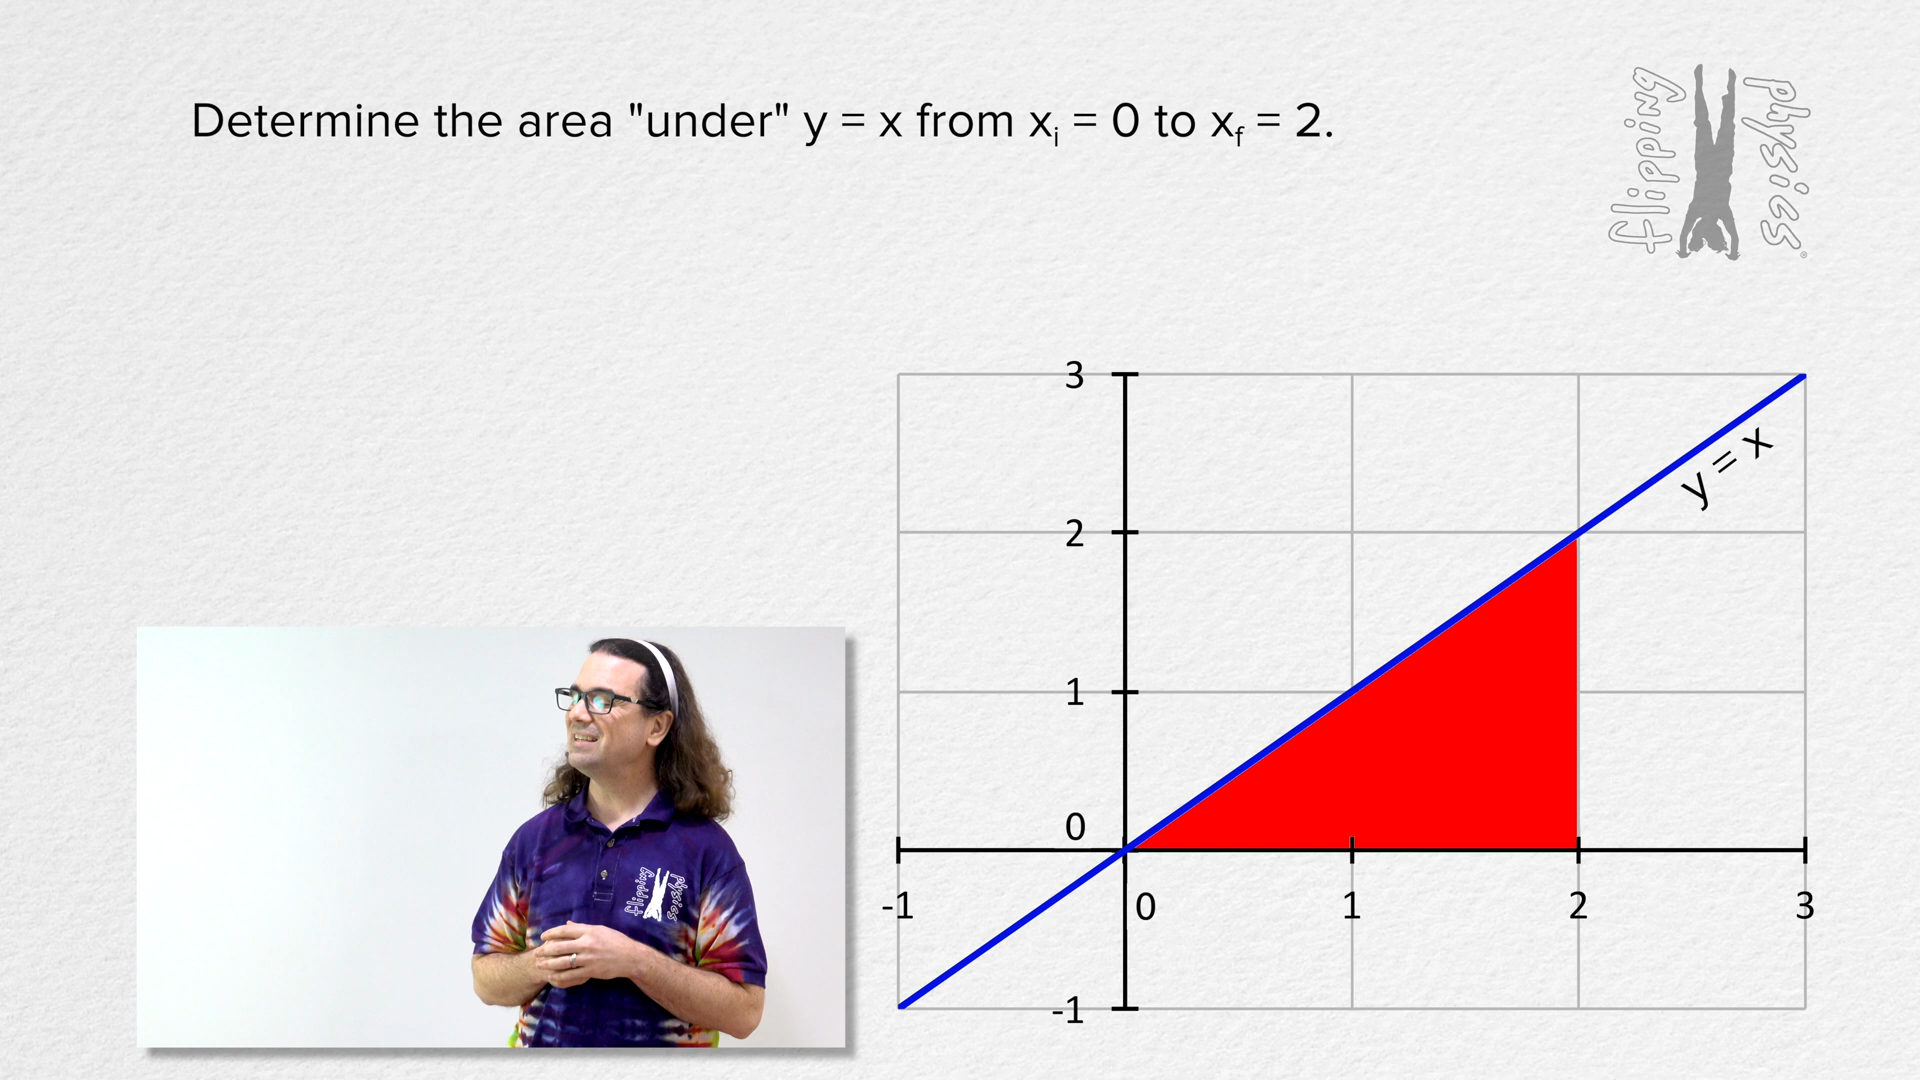 Determine the area "under" y = x from xᵢ = 0 to x_f = 2.
flipping
physics
®
3
y = x
2
1
0
-1
0
1
2
3
-1
flipping
physics